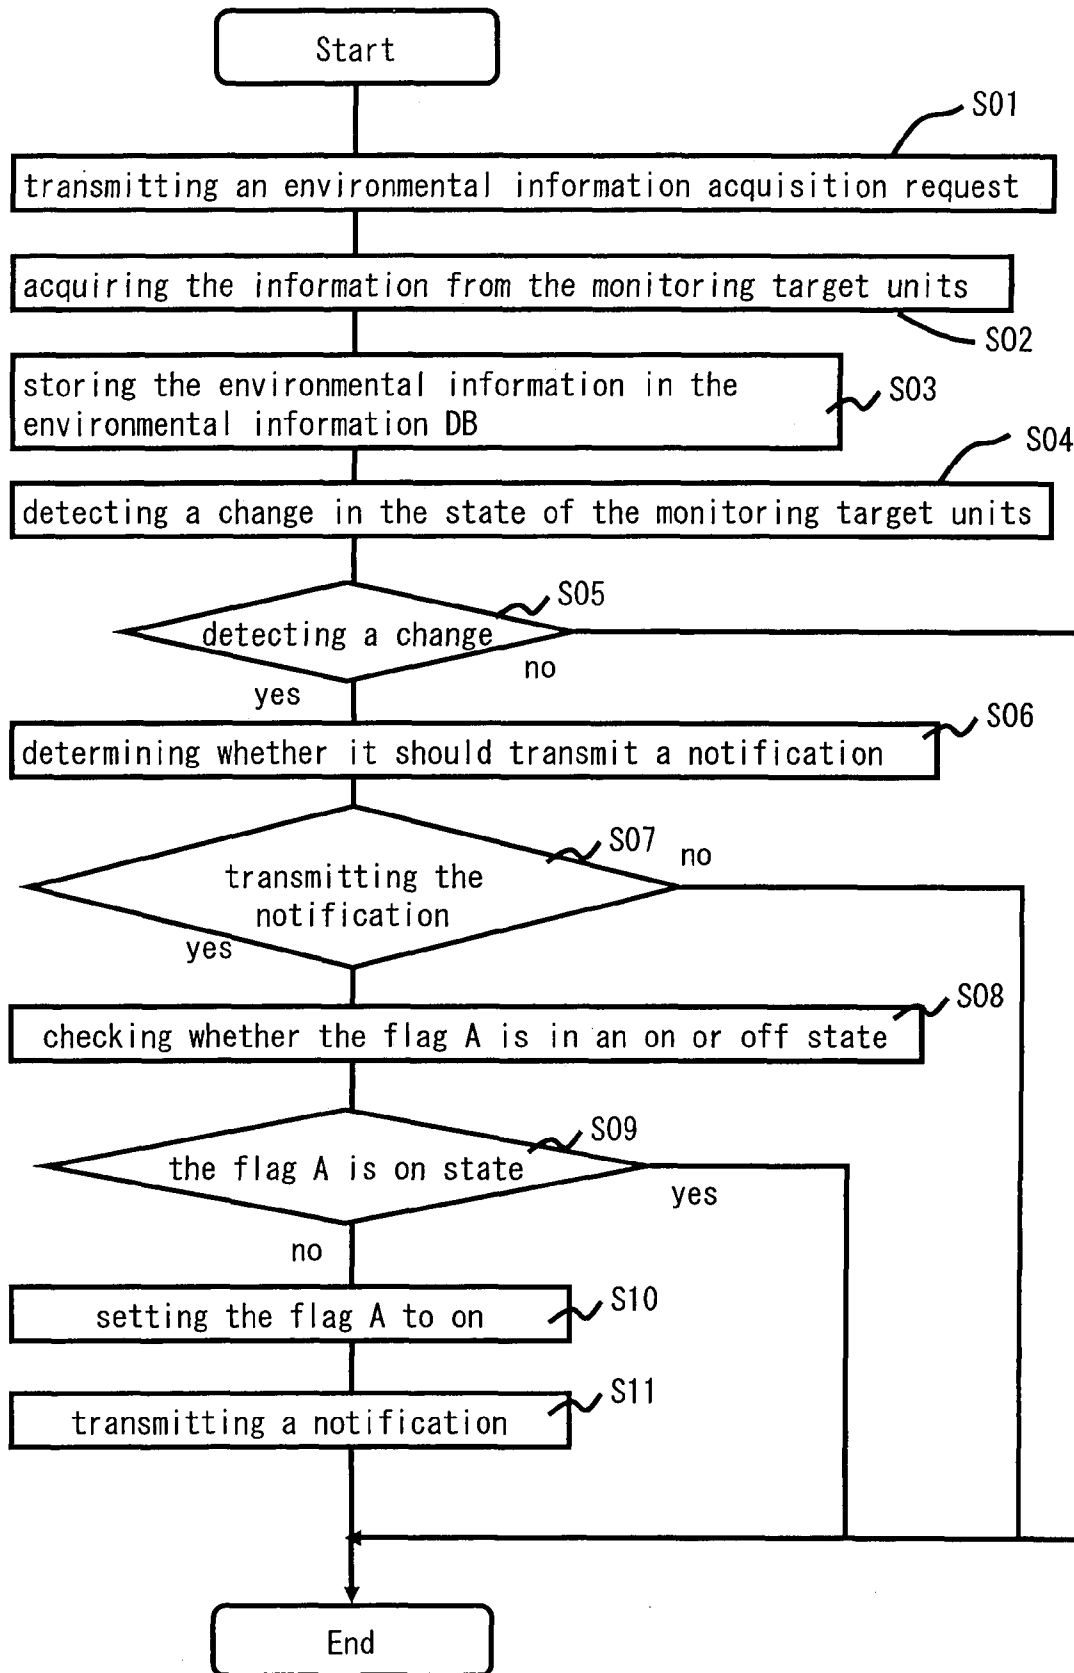 Start
S01
transmitting an environmental information acquisition request
acquiring the information from the monitoring target units
S02
storing the environmental information in the
environmental information DB
S03
S04
detecting a change in the state of the monitoring target units
S05
detecting a change
no
yes
S06
determining whether it should transmit a notification
S07
no
transmitting the
notification
yes
S08
checking whether the flag A is in an on or off state
S09
the flag A is on state
yes
no
S10
setting the flag A to on
S11
transmitting a notification
End